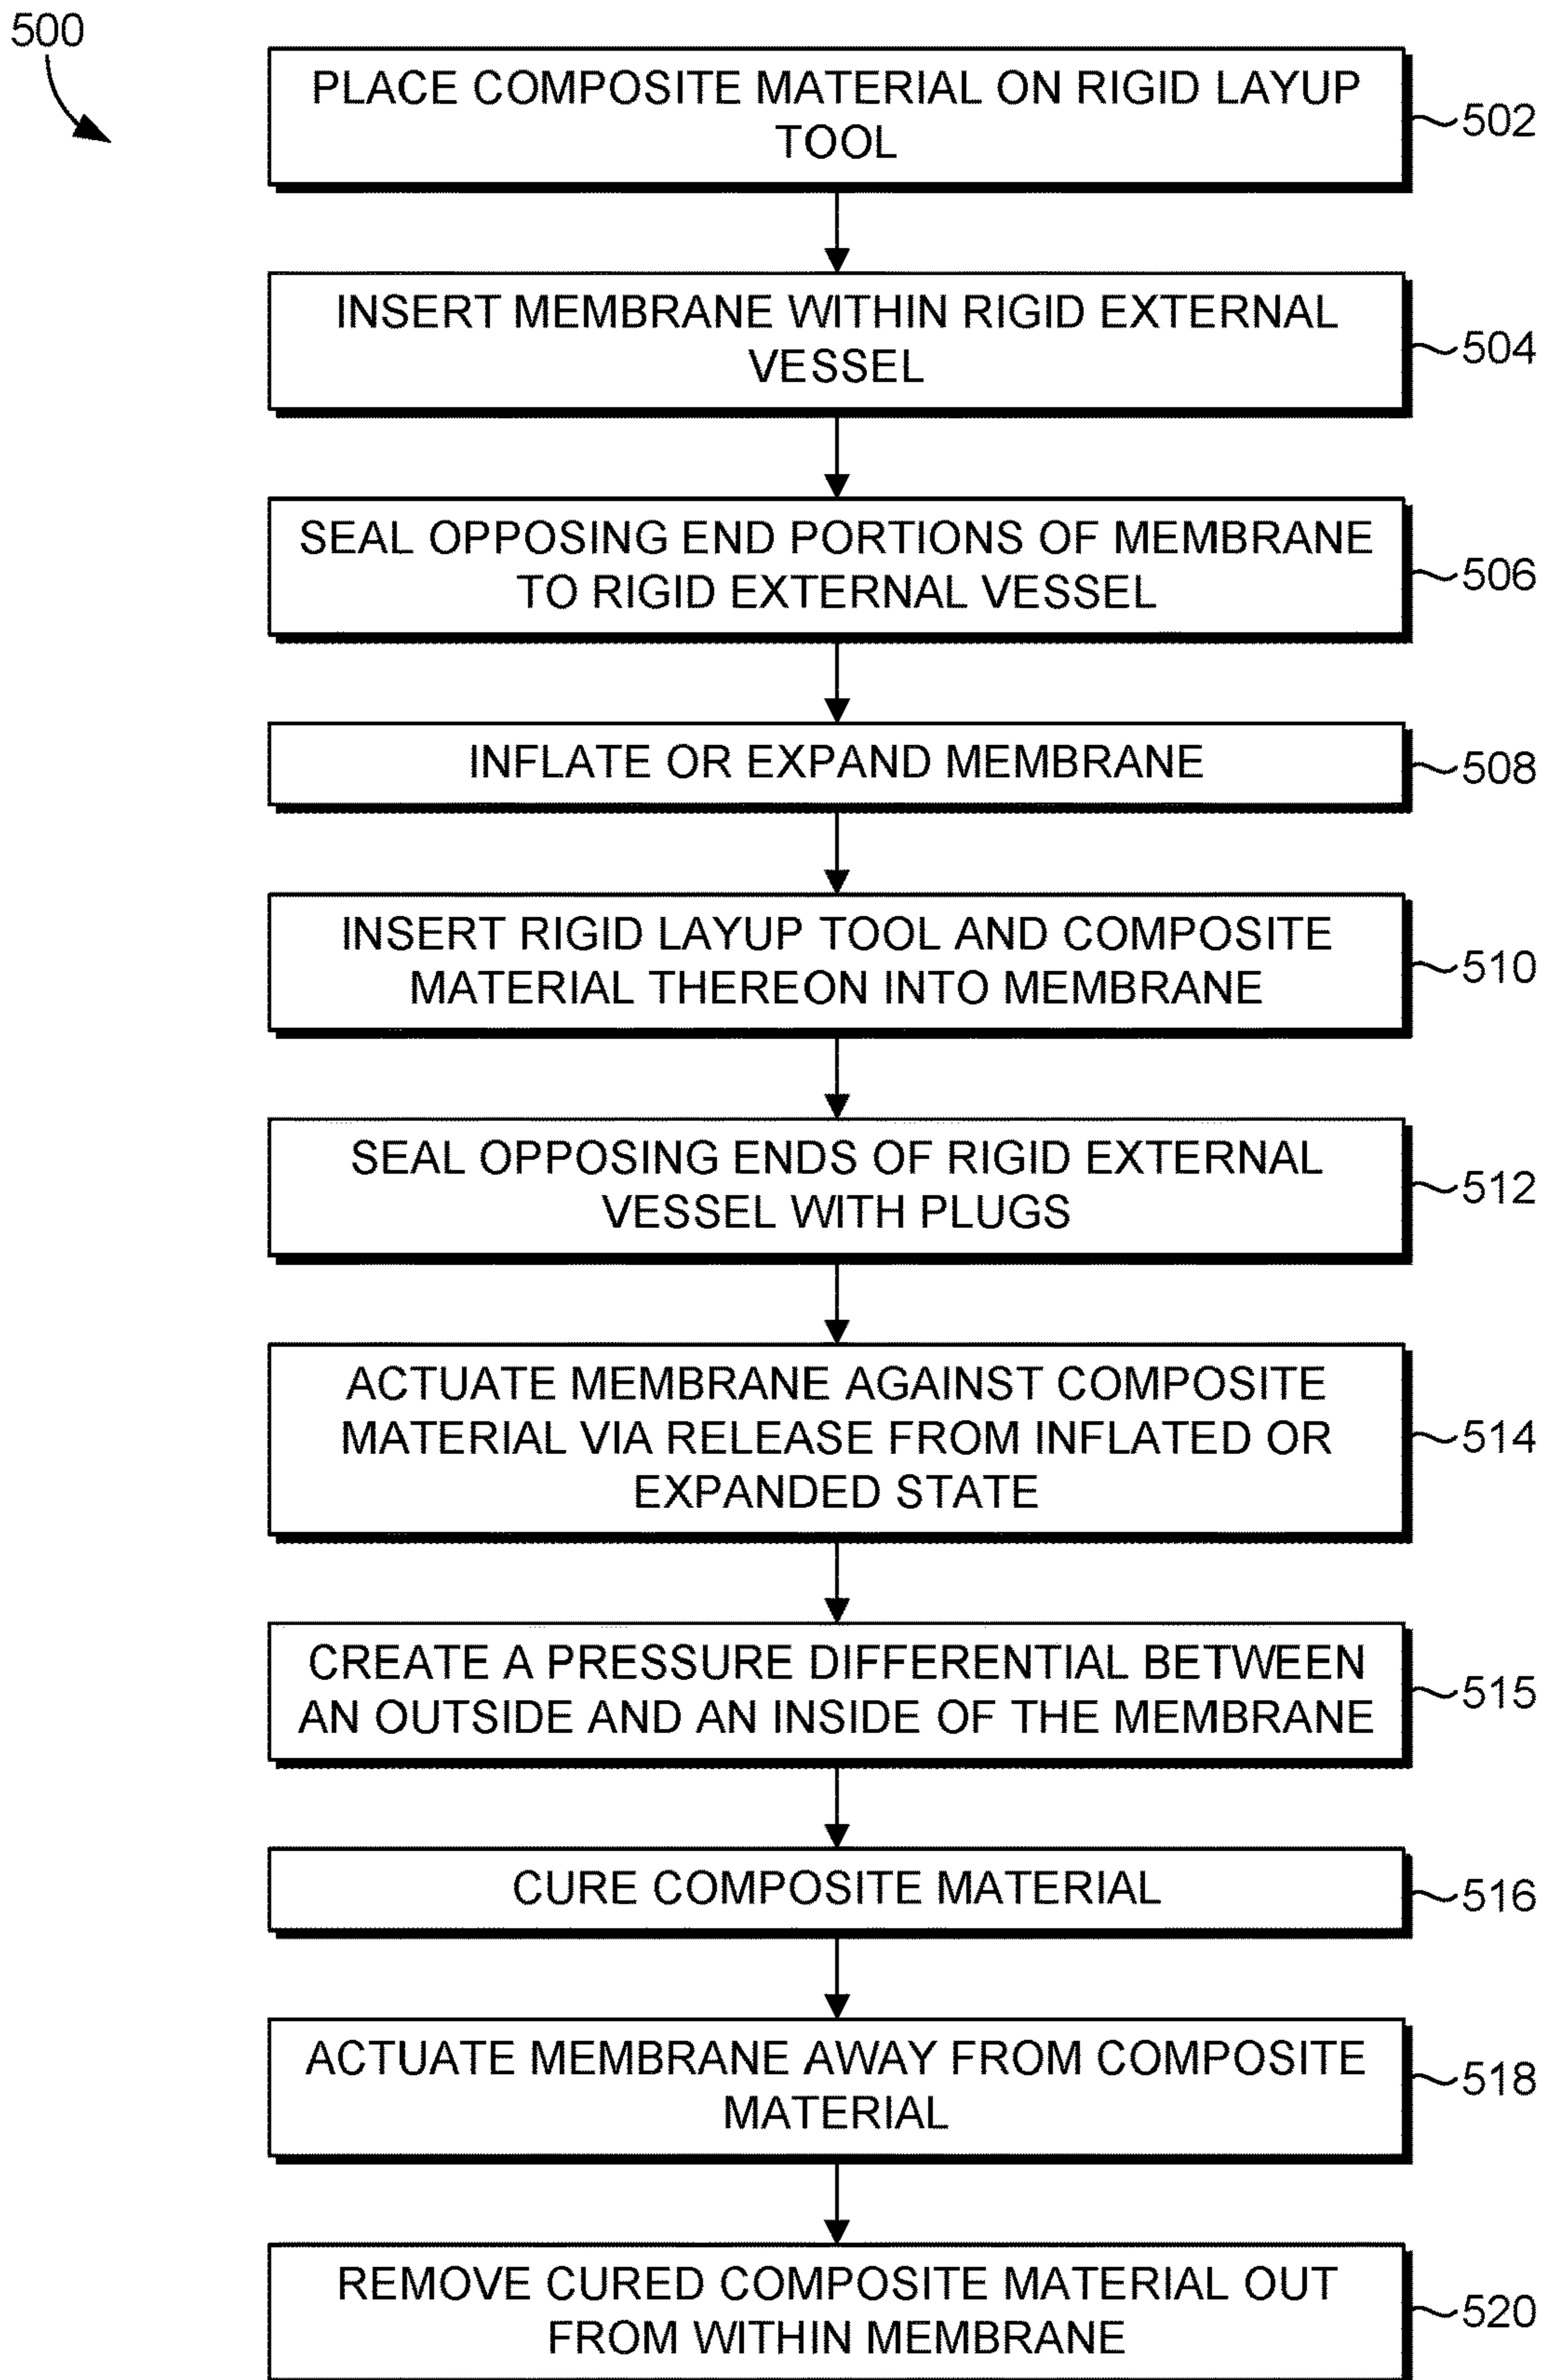 500
PLACE COMPOSITE MATERIAL ON RIGID LAYUP
TOOL
502
INSERT MEMBRANE WITHIN RIGID EXTERNAL
VESSEL
504
SEAL OPPOSING END PORTIONS OF MEMBRANE
TO RIGID EXTERNAL VESSEL
506
INFLATE OR EXPAND MEMBRANE
508
INSERT RIGID LAYUP TOOL AND COMPOSITE
MATERIAL THEREON INTO MEMBRANE
510
SEAL OPPOSING ENDS OF RIGID EXTERNAL
VESSEL WITH PLUGS
512
ACTUATE MEMBRANE AGAINST COMPOSITE
MATERIAL VIA RELEASE FROM INFLATED OR
EXPANDED STATE
514
CREATE A PRESSURE DIFFERENTIAL BETWEEN
AN OUTSIDE AND AN INSIDE OF THE MEMBRANE
515
CURE COMPOSITE MATERIAL
516
ACTUATE MEMBRANE AWAY FROM COMPOSITE
MATERIAL
518
REMOVE CURED COMPOSITE MATERIAL OUT
FROM WITHIN MEMBRANE
520